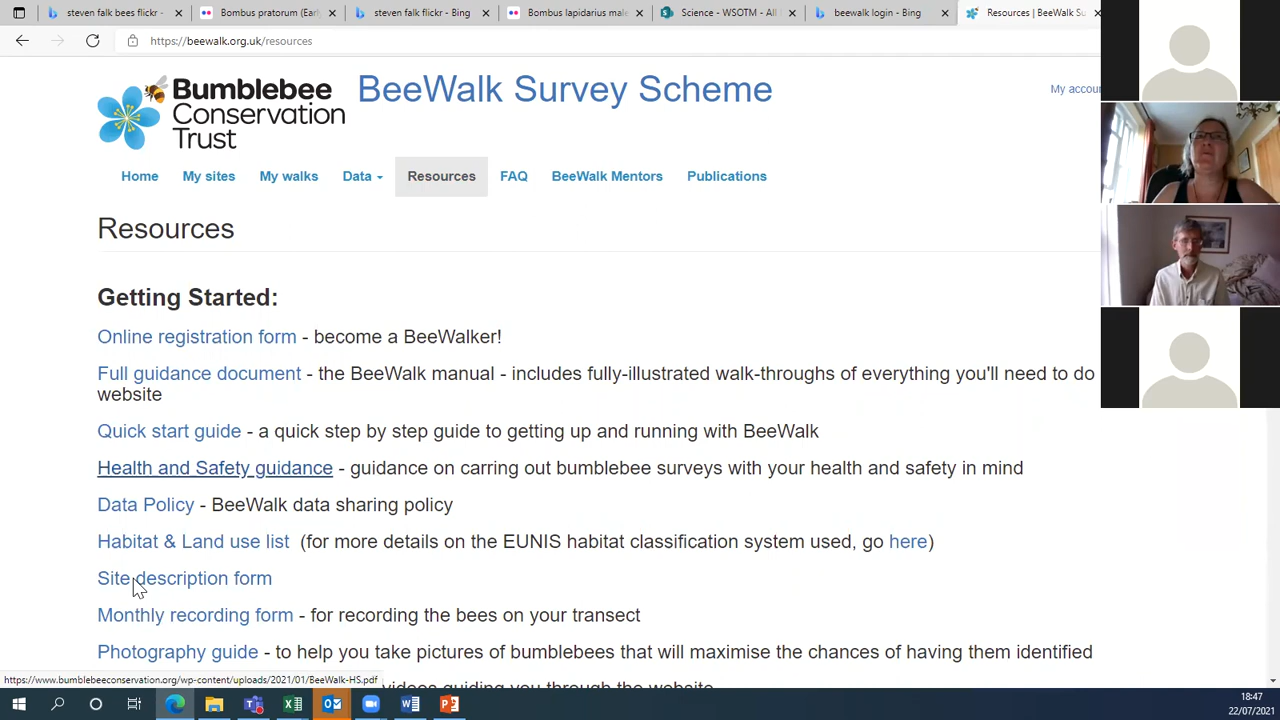 steven falk bees flickr -
Bombus pratorum (Earl
steven falk flickr - Bing
Bombus lapidarius male
Science - WSOTM - All
beewalk login - Bing
Resources | BeeWalk Su
https://beewalk.org.uk/resources
Bumblebee
Conservation
Trust
BeeWalk Survey Scheme
My accou
Home My sites My walks Data Resources FAQ BeeWalk Mentors Publications
Resources
Getting Started:
Online registration form - become a BeeWalker!
Full guidance document - the BeeWalk manual - includes fully-illustrated walk-throughs of everything you'll need to do
website
Quick start guide - a quick step by step guide to getting up and running with BeeWalk
Health and Safety guidance - guidance on carring out bumblebee surveys with your health and safety in mind
Data Policy - BeeWalk data sharing policy
Habitat & Land use list (for more details on the EUNIS habitat classification system used, go here)
Site description form
Monthly recording form - for recording the bees on your transect
Photography guide - to help you take pictures of bumblebees that will maximise the chances of having them identified
videos guiding you through the website
https://www.bumblebeeconservation.org/wp-content/uploads/2021/01/BeeWalk-HS.pdf
18:47
22/07/2021